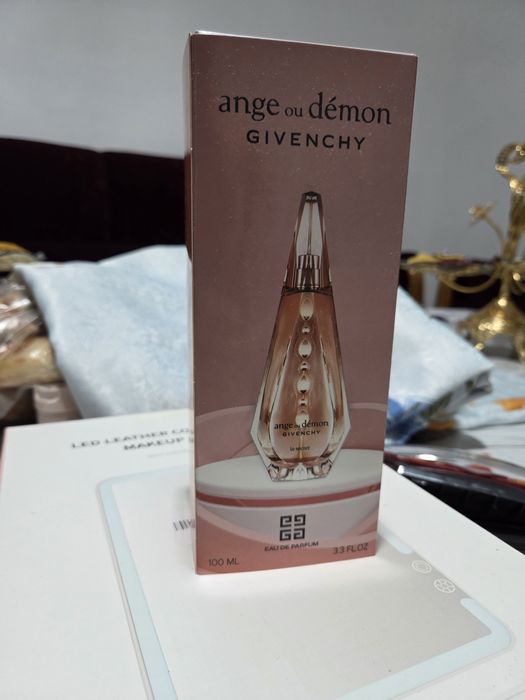 ange ou démon
GIVENCHY
ange ou démon
GIVENCHY
le secret
EAU DE PARFUM
100 ML
3.3 FL.OZ
LED LEATHER CO
MAKEUP